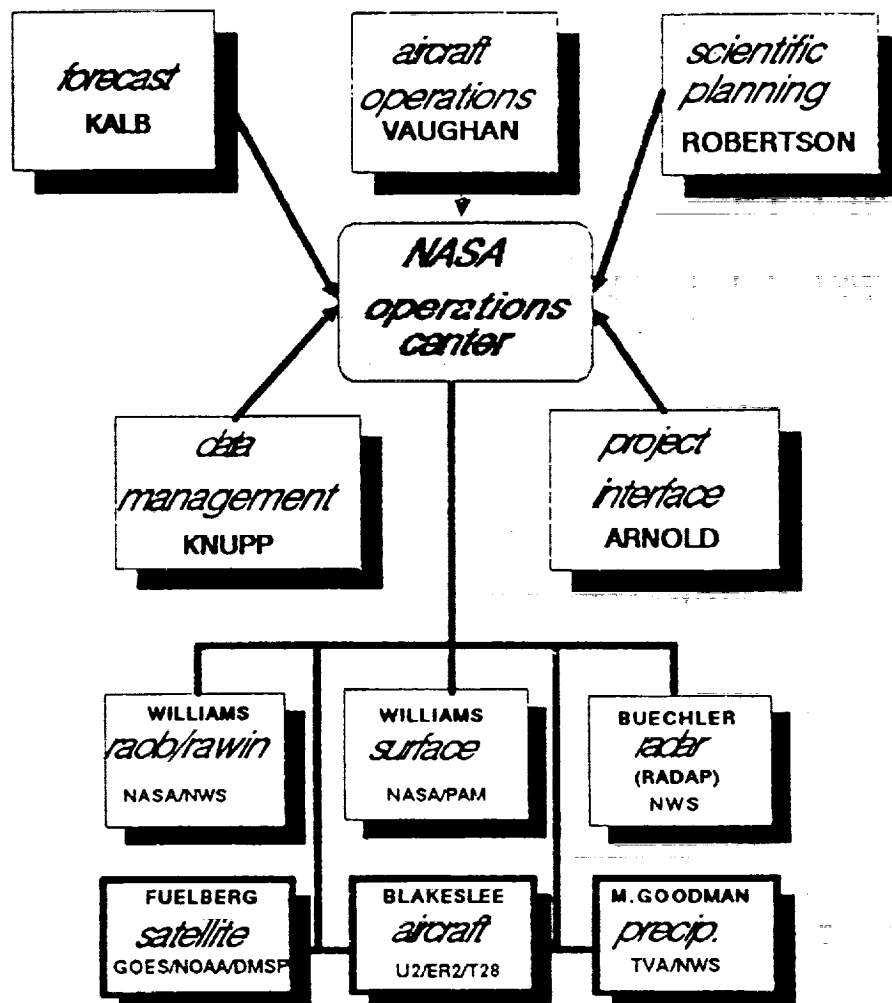 forecast
KALB
aircraft
operations
VAUGHAN
scientific
planning
ROBERTSON
NASA
operations
center
data
management
KNUPP
project
interface
ARNOLD
WILLIAMS
raob/rawin
NASA/NWS
WILLIAMS
surface
NASA/PAM
BUECHLER
radar
(RADAP)
NWS
FUELBERG
satellite
GOES/NOAA/DMSP
BLAKESLEE
aircraft
U2/ER2/T28
M. GOODMAN
precip.
TVA/NWS